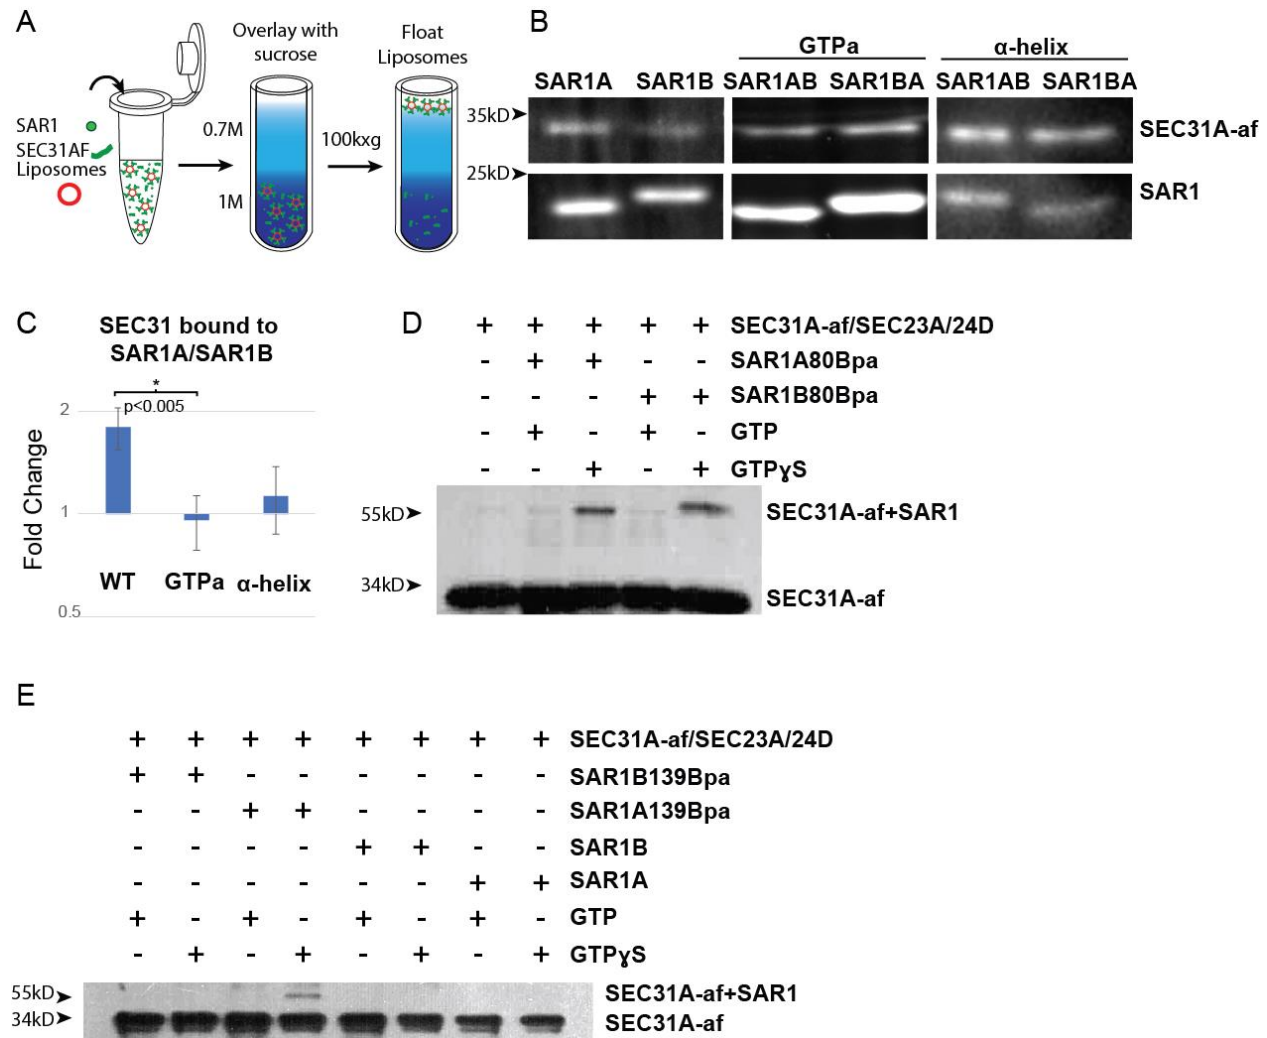 A
SAR1
SEC31AF
Liposomes
Overlay with
sucrose
0.7M
1M
100kxg
Float
Liposomes
B
GTPa
α-helix
SAR1A SAR1B SAR1AB SAR1BA SAR1AB SAR1BA
35kD
SEC31A-af
25kD
SAR1
C
SEC31 bound to
SAR1A/SAR1B
*
p<0.005
2
1
0.5
Fold Change
WT GTPa α-helix
D
+ + + + + SEC31A-af/SEC23A/24D
- + + - - SAR1A80Bpa
- - - + + SAR1B80Bpa
- + - + - GTP
- - + - + GTPɣS
55kD
SEC31A-af+SAR1
34kD
SEC31A-af
E
+ + + + + + + + SEC31A-af/SEC23A/24D
+ + - - - - - - SAR1B139Bpa
- - + + - - - - SAR1A139Bpa
- - - - + + - - SAR1B
- - - - - - + + SAR1A
+ - + - + - + - GTP
- + - + - + - + GTPɣS
55kD
SEC31A-af+SAR1
34kD
SEC31A-af